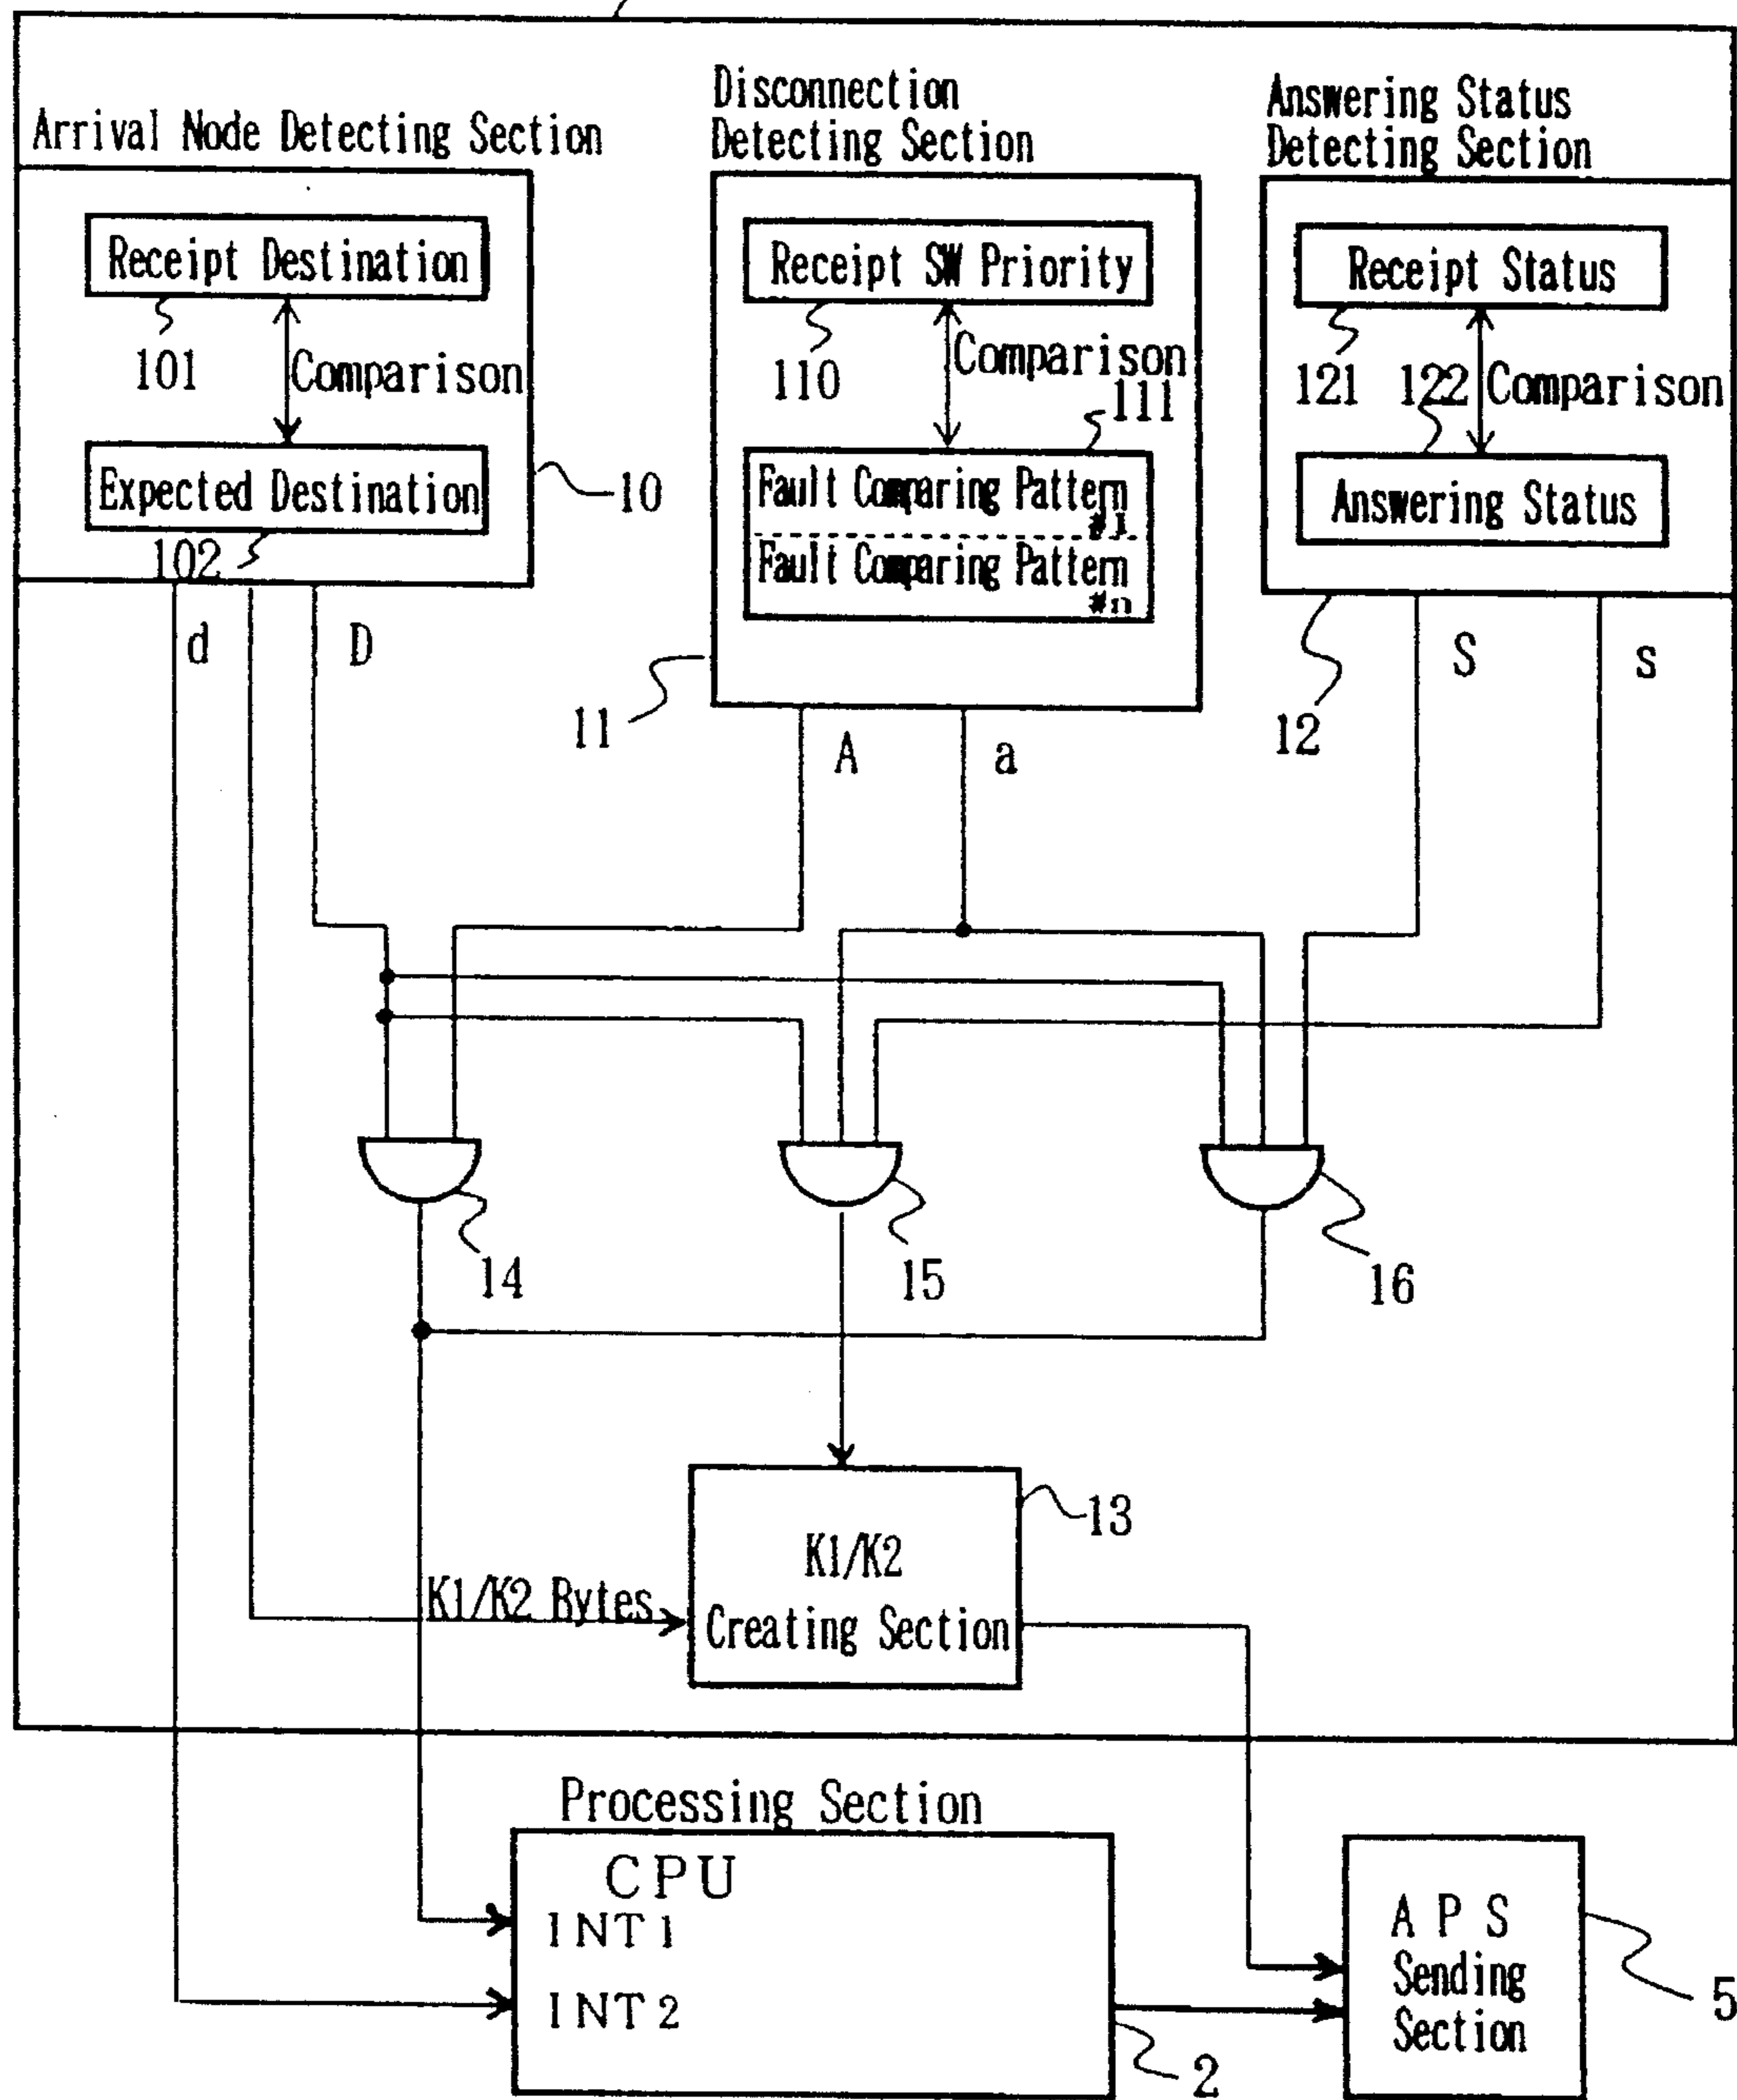 Arrival Node Detecting Section
Receipt Destination
101
Comparison
Expected Destination
102
10
Disconnection
Detecting Section
Receipt SW Priority
110
Comparison
111
Fault Comparing Pattern
#1
Fault Comparing Pattern
#n
11
Answering Status
Detecting Section
Receipt Status
121
122
Comparison
Answering Status
12
d
D
A
a
S
s
14
15
16
13
K1/K2
Creating Section
K1/K2 Bytes
Processing Section
CPU
INT1
INT2
2
APS
Sending
Section
5